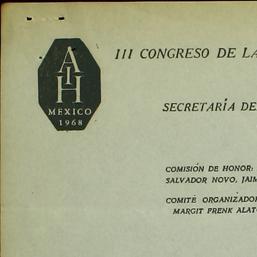 AIH
MEXICO
1968
III CONGRESO DE LA
SECRETARÍA DE
COMISIÓN DE HONOR:
SALVADOR NOVO, JAIM
COMITÉ ORGANIZADOR
MARGIT FRENK ALATO